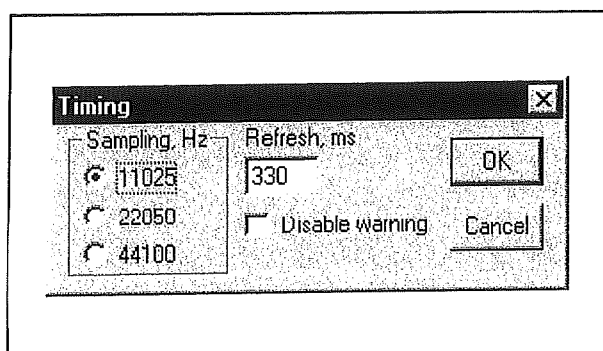 Timing
Sampling, Hz
11025
22050
44100
Refresh, ms
330
Disable warning
OK
Cancel